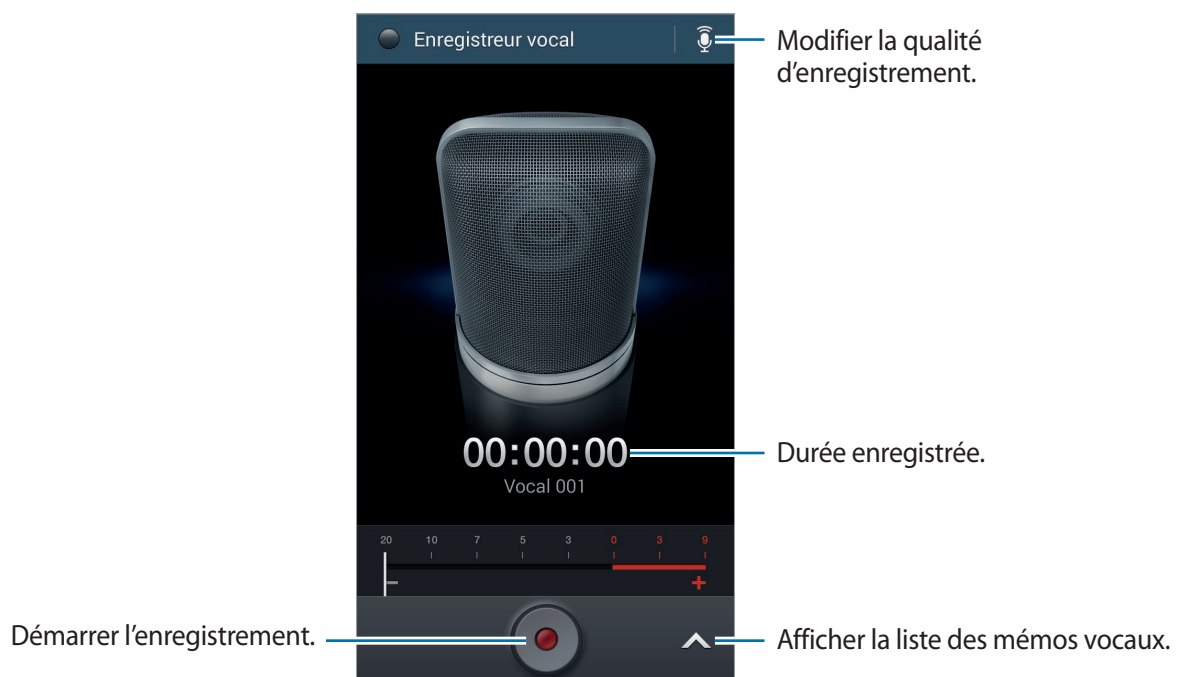 Enregistreur vocal
Modifier la qualité
d’enregistrement.
00:00:00
Durée enregistrée.
Vocal 001
20 10 7 5 3 0 3 9
− +
Démarrer l’enregistrement.
Afficher la liste des mémos vocaux.